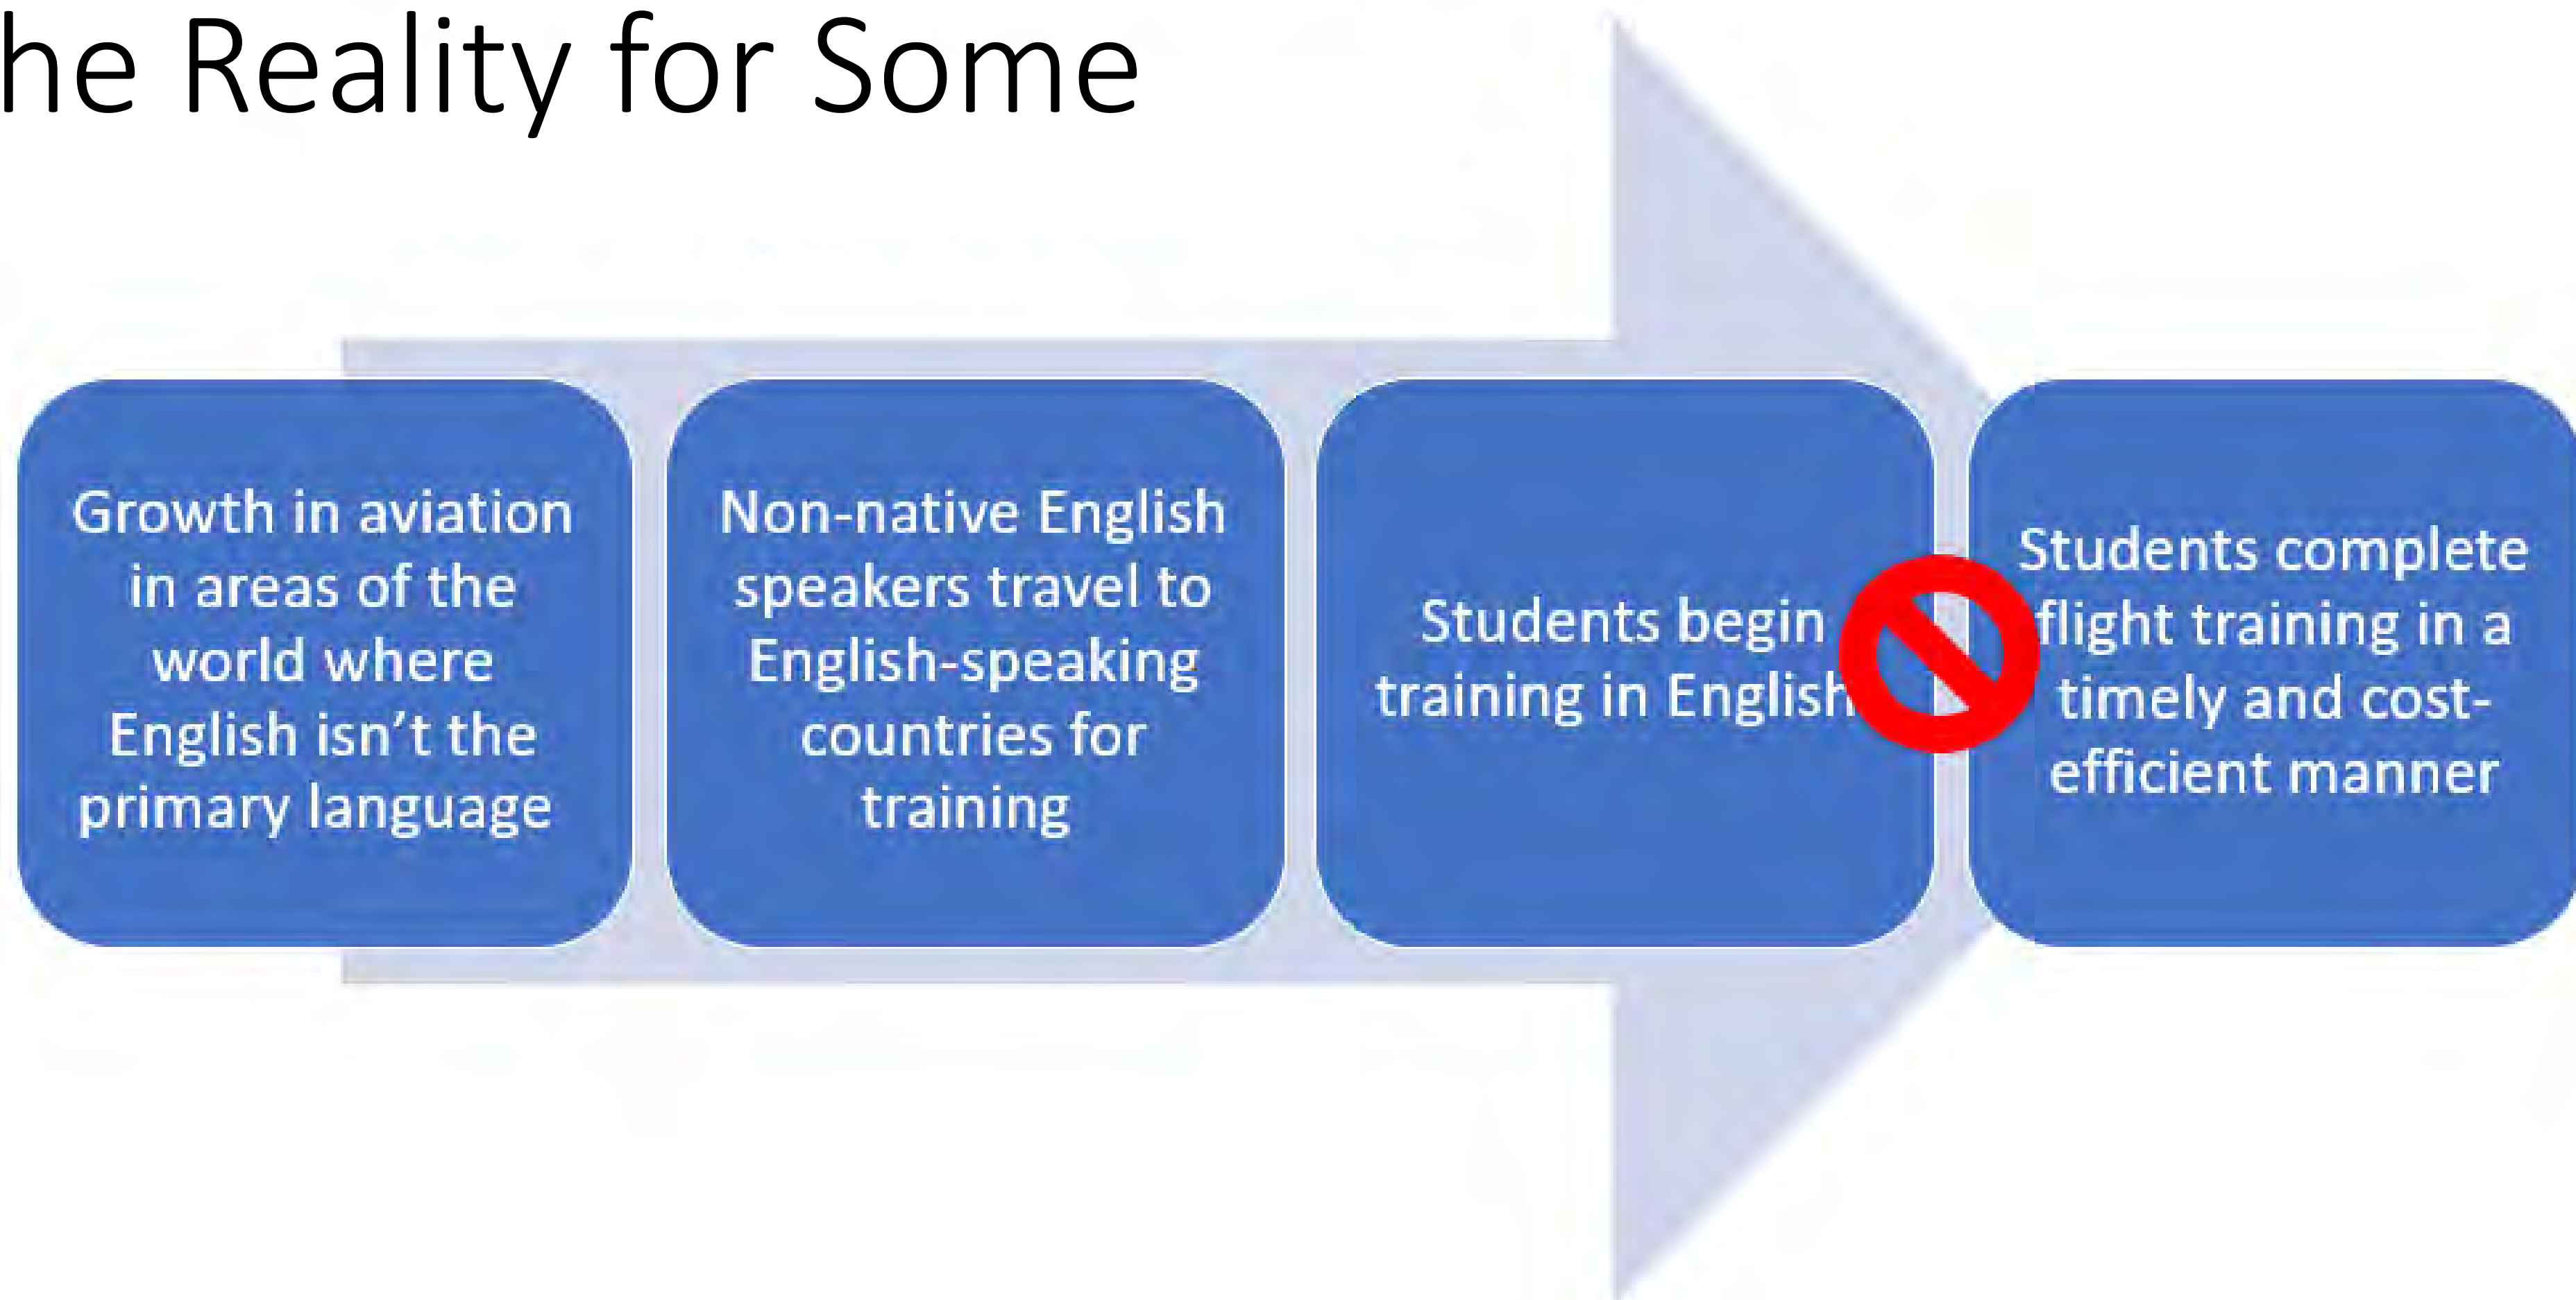 he Reality for Some
Growth in aviation
in areas of the
world where
English isn't the
primary language
Non-native English
speakers travel to
English-speaking
countries for
training
Students begin
training in English
Students complete
flight training in a
timely and cost-
efficient manner